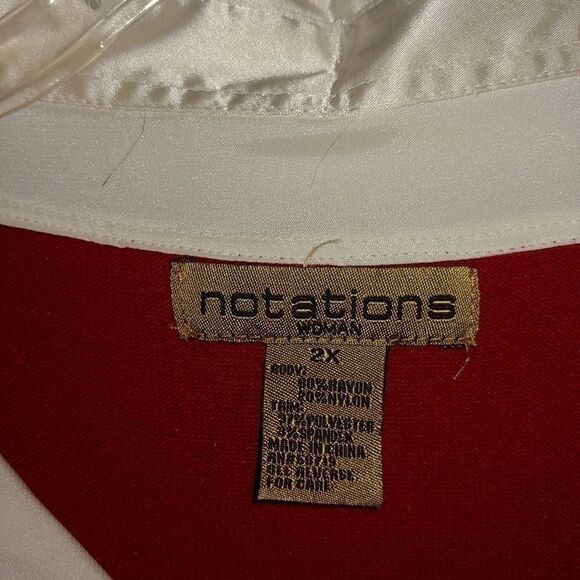 notations
WOMAN
2X
BODY:
80%RAYON
20%NYLON
TRIM:
97%POLYESTER
3%SPANDEX
MADE IN CHINA
SEE REVERSE
FOR CARE